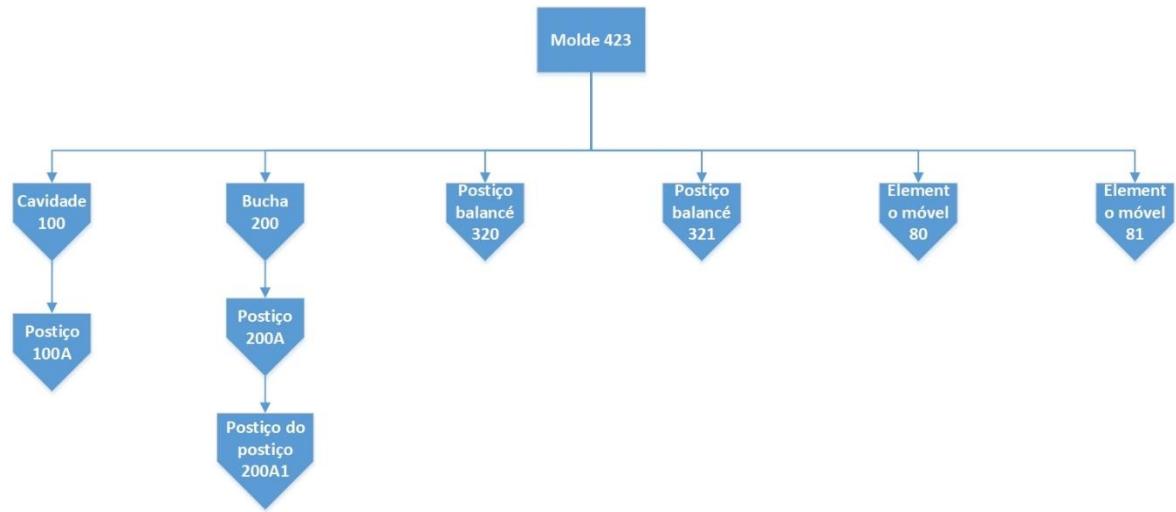 Molde 423
Cavidade
100
Bucha
200
Postiço
balancé
320
Postiço
balancé
321
Element
o móvel
80
Element
o móvel
81
Postiço
100A
Postiço
200A
Postiço do
postiço
200A1